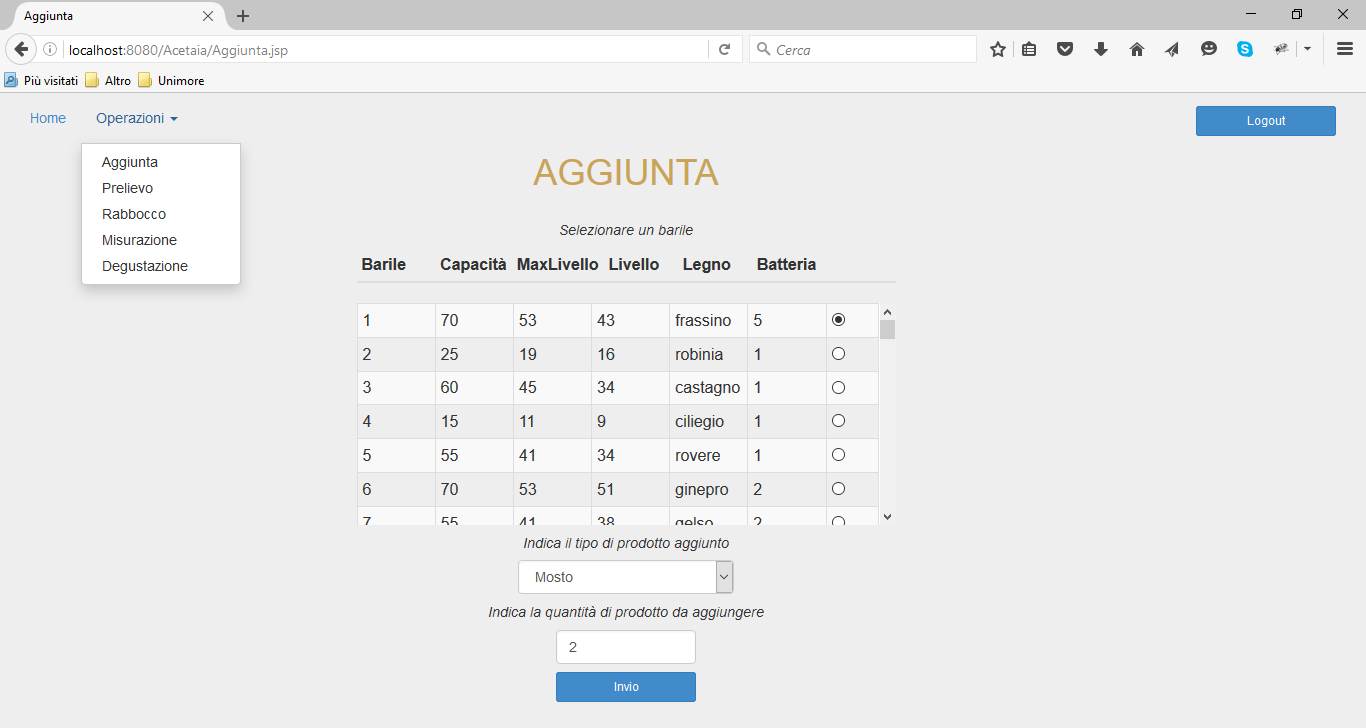 Aggiunta
localhost:8080/Acetaia/Aggiunta.jsp
Cerca
Più visitati Altro Unimore
Home Operazioni Logout
Aggiunta
Prelievo
Rabbocco
Misurazione
Degustazione
AGGIUNTA
Selezionare un barile
Barile Capacità MaxLivello Livello Legno Batteria
1 70 53 43 frassino 5
2 25 19 16 robinia 1
3 60 45 34 castagno 1
4 15 11 9 ciliegio 1
5 55 41 34 rovere 1
6 70 53 51 ginepro 2
7 55 41 38 gelso 2
Indica il tipo di prodotto aggiunto
Mosto
Indica la quantità di prodotto da aggiungere
2
Invio